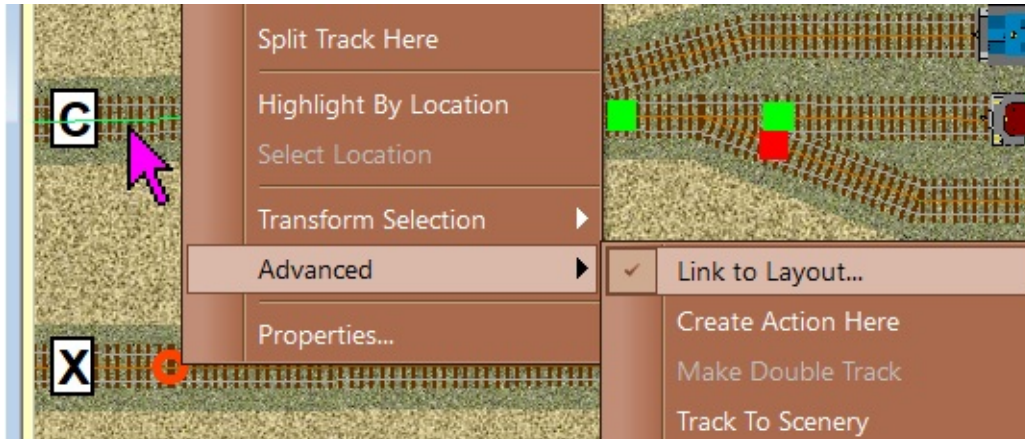 Split Track Here
C
Highlight By Location
Select Location
Transform Selection
Advanced
Link to Layout...
Create Action Here
Properties...
X
Make Double Track
Track To Scenery